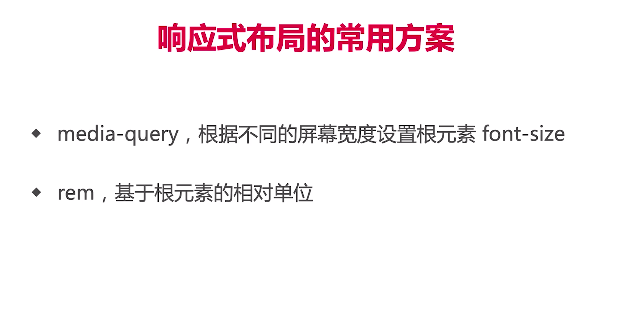 响应式布局的常用方案
◆ media-query，根据不同的屏幕宽度设置根元素 font-size
◆ rem，基于根元素的相对单位